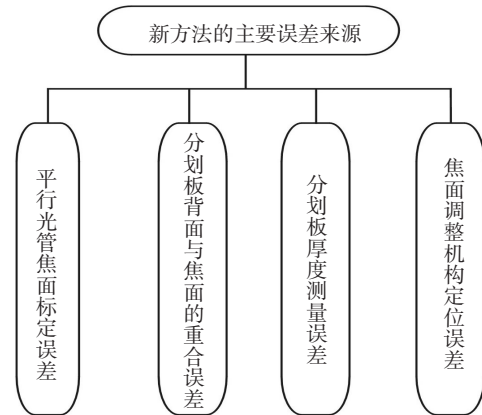 新方法的主要误差来源
平行光管焦面标定误差
分划板背面与焦面的重合误差
分划板厚度测量误差
焦面调整机构定位误差